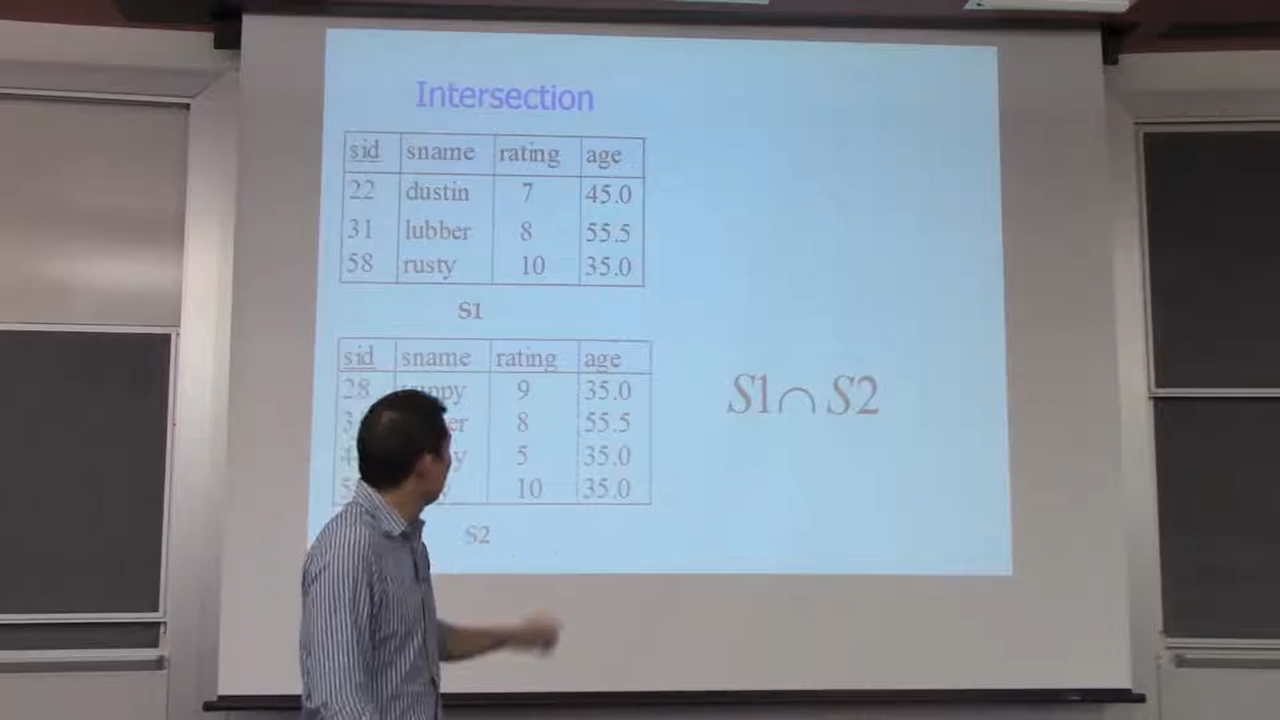 Intersection
sid sname rating age
22 dustin 7 45.0
31 lubber 8 55.5
58 rusty 10 35.0
S1
sid sname rating age
28 9 35.0
8 55.5
5 35.0
10 35.0
S2
S1∩S2